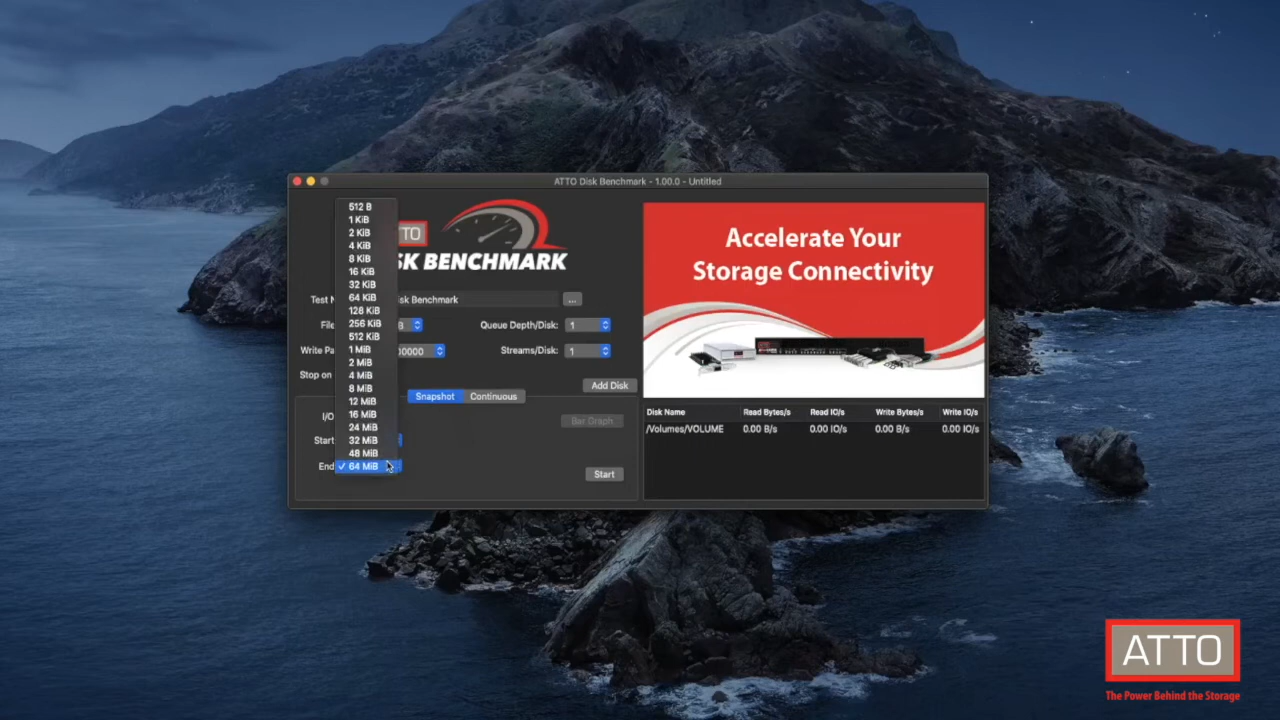 ATTO Disk Benchmark - 1.00.0 - Untitled
512 B
1 KiB
2 KiB
4 KiB
8 KiB
16 KiB
32 KiB
64 KiB
128 KiB
256 KiB
512 KiB
1 MiB
2 MiB
4 MiB
8 MiB
12 MiB
16 MiB
24 MiB
32 MiB
48 MiB
✓ 64 MiB
TO
SK BENCHMARK
Test N
isk Benchmark
...
File
B
Queue Depth/Disk: 1
Write Pa
00000
Streams/Disk: 1
Stop on
Add Disk
Snapshot Continuous
I/O
Bar Graph
Start
End
Start
Accelerate Your
Storage Connectivity
Disk Name Read Bytes/s Read IO/s Write Bytes/s Write IO/s
/Volumes/VOLUME 0.00 B/s 0.00 IO/s 0.00 B/s 0.00 IO/s
ATTO
The Power Behind the Storage